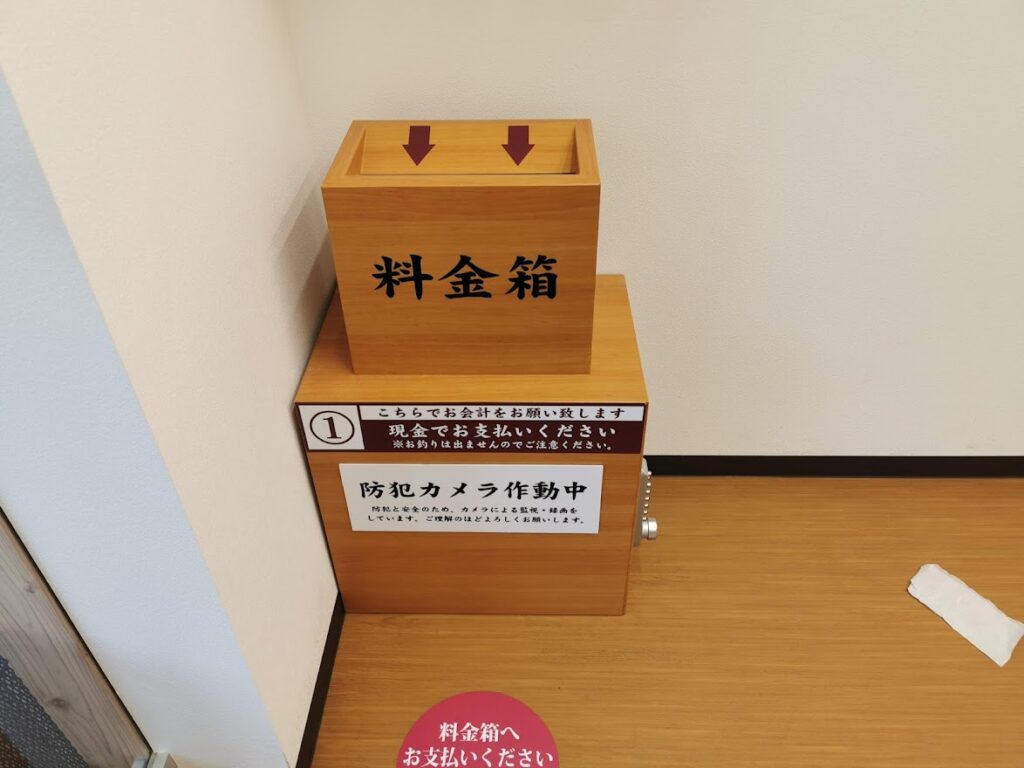 料金箱
①
こちらでお会計をお願い致します
現金でお支払いください
※お釣りは出ませんのでご注意ください。
防犯カメラ作動中
防犯と安全のため、カメラによる監視・録画を
しています。ご理解のほどよろしくお願いします。
料金箱へ
お支払いください